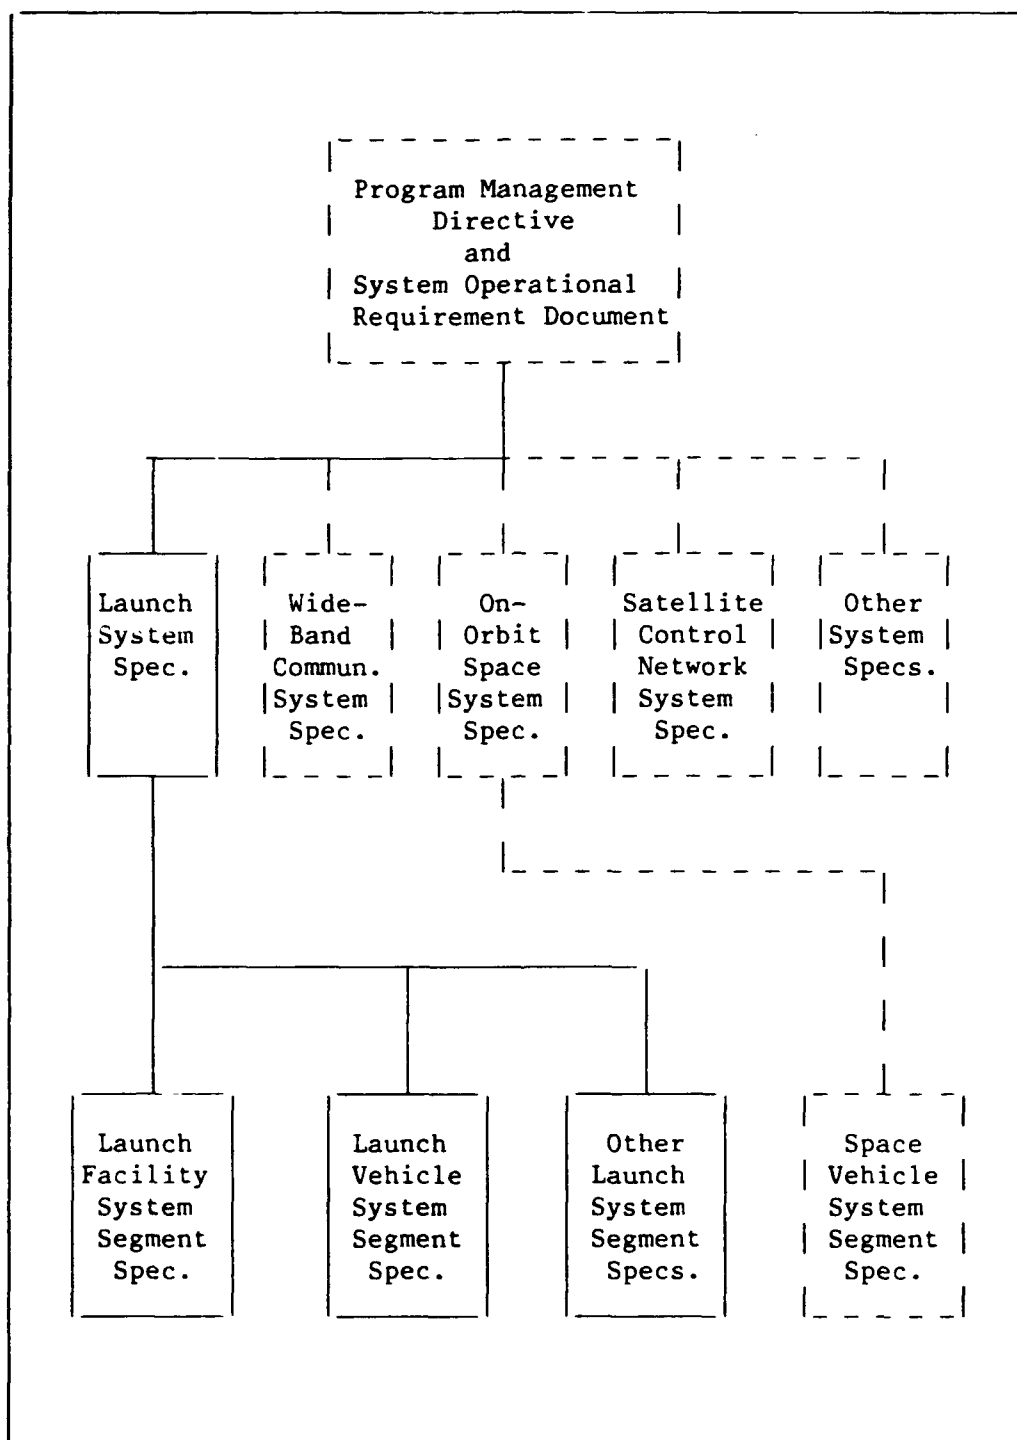 Program Management
Directive
and
System Operational
Requirement Document
Launch
System
Spec.
Wide-
Band
Commun.
System
Spec.
On-
Orbit
Space
System
Spec.
Satellite
Control
Network
System
Spec.
Other
System
Specs.
Launch
Facility
System
Segment
Spec.
Launch
Vehicle
System
Segment
Spec.
Other
Launch
System
Segment
Specs.
Space
Vehicle
System
Segment
Spec.